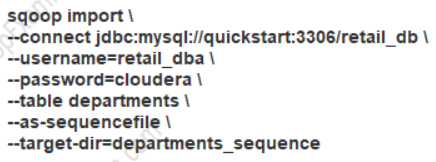 sqoop import \
--connect jdbc:mysql://quickstart:3306/retail_db \
--username=retail_dba \
--password=cloudera \
--table departments \
--as-sequencefile \
--target-dir=departments_sequence